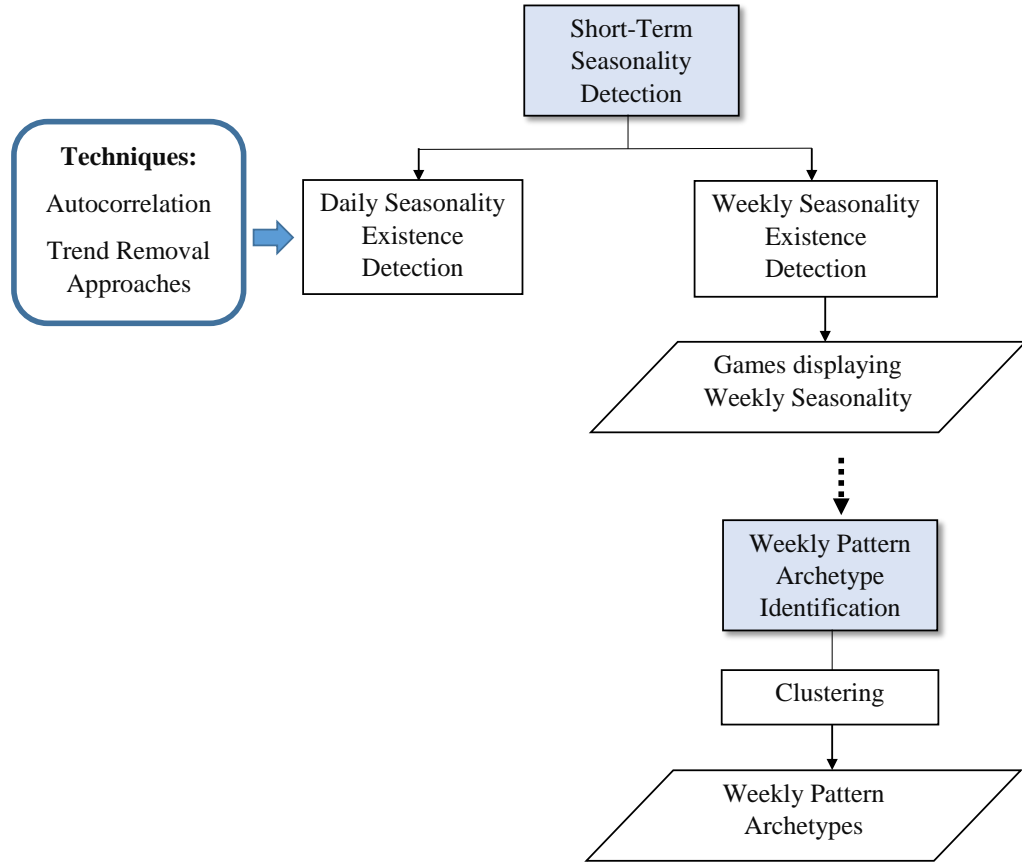 Short-Term
Seasonality
Detection
Techniques:
Autocorrelation
Trend Removal
Approaches
Daily Seasonality
Existence
Detection
Weekly Seasonality
Existence
Detection
Games displaying
Weekly Seasonality
Weekly Pattern
Archetype
Identification
Clustering
Weekly Pattern
Archetypes